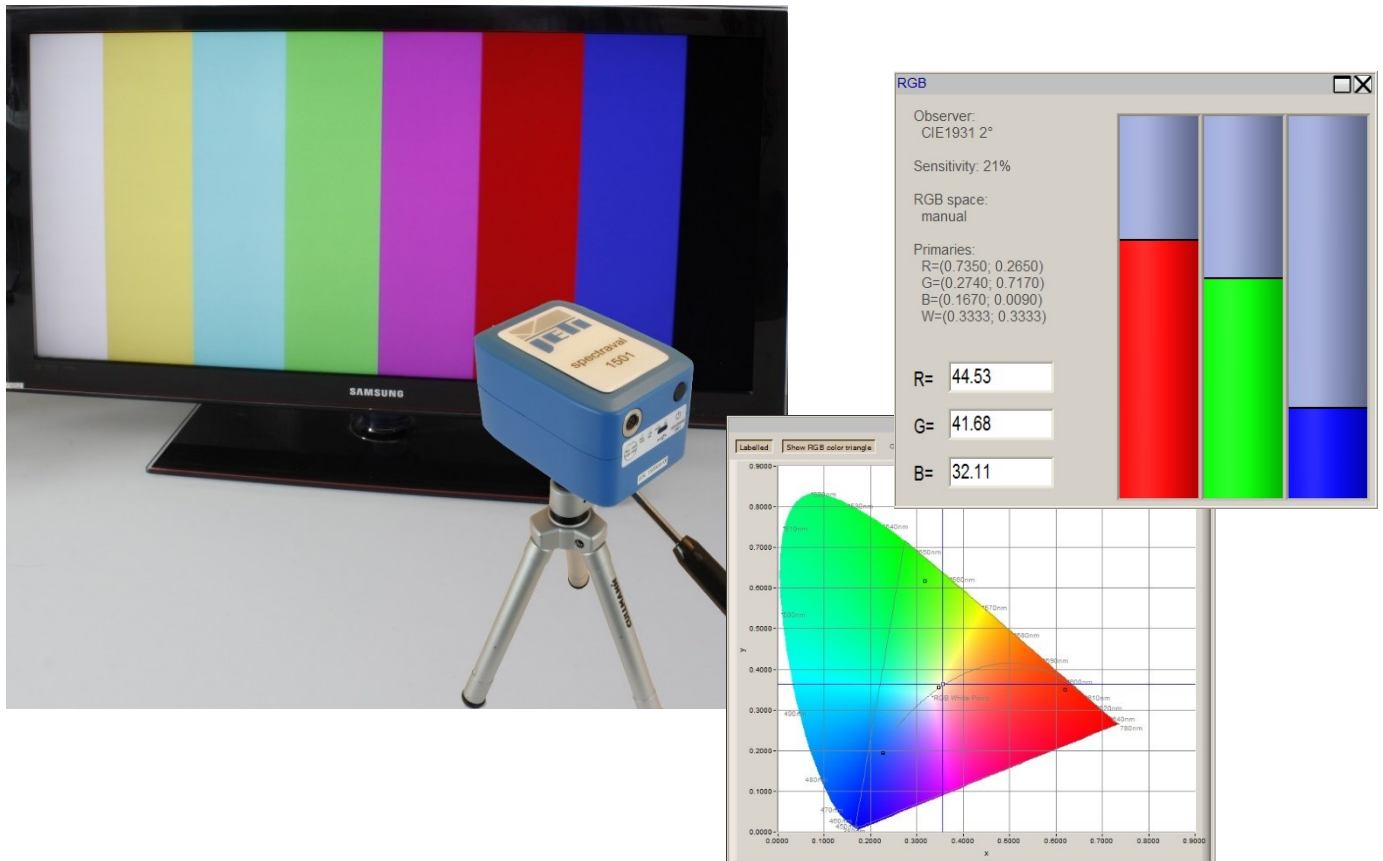 SAMSUNG
JETI
spectraval
1501
CULLMANN
RGB
Observer:
CIE1931 2°
Sensitivity: 21%
RGB space:
manual
Primaries:
R=(0.7350; 0.2650)
G=(0.2740; 0.7170)
B=(0.1670; 0.0090)
W=(0.3333; 0.3333)
R= 44.53
G= 41.68
B= 32.11
Labelled
Show RGB color triangle
0.9000
0.8000
0.7000
0.6000
0.5000
0.4000
0.3000
0.2000
0.1000
0.0000
y
*520nm
*530nm
*540nm
*510nm
*550nm
*560nm
*570nm
*500nm
*580nm
*590nm
*600nm
*610nm
*620nm
*640nm
780nm
*RGB White Point
490nm
480nm
470nm
460nm
0.0000 0.1000 0.2000 0.3000 0.4000 0.5000 0.6000 0.7000 0.8000 0.9000
x